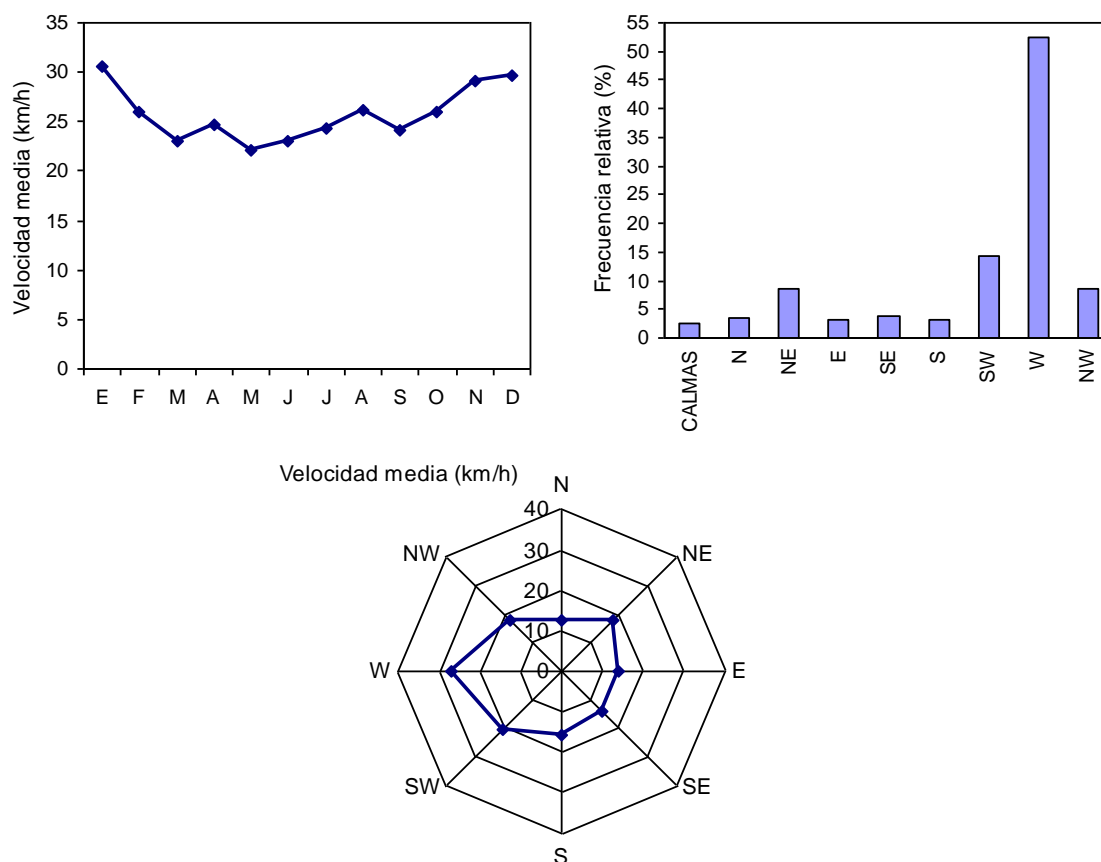 Velocidad media (km/h)
35
30
25
20
15
10
5
0
E F M A M J J A S O N D
Frecuencia relativa (%)
55
50
45
40
35
30
25
20
15
10
5
0
CALMAS N NE E SE S SW W NW
Velocidad media (km/h)
N
40
30
20
10
0
NW
NE
W
E
SW
SE
S